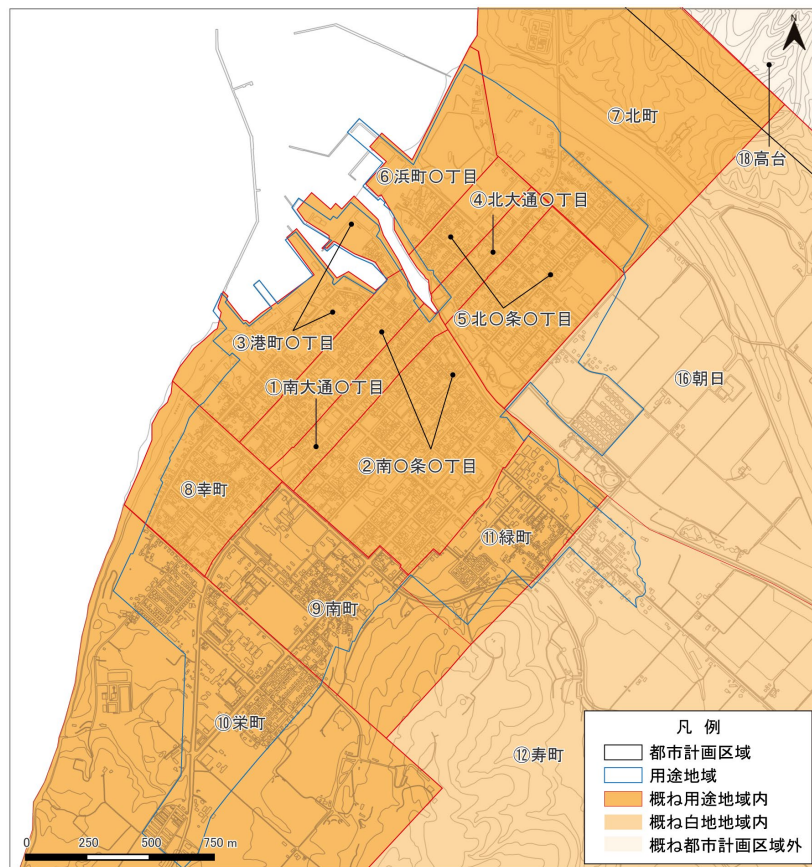 N
⑦北町
⑱高台
⑥浜町〇丁目
④北大通〇丁目
⑤北〇条〇丁目
③港町〇丁目
⑯朝日
①南大通〇丁目
②南〇条〇丁目
⑧幸町
⑪緑町
⑨南町
⑩栄町
⑫寿町
凡 例
都市計画区域
用途地域
概ね用途地域内
概ね白地地域内
概ね都市計画区域外
0 250 500 750 m